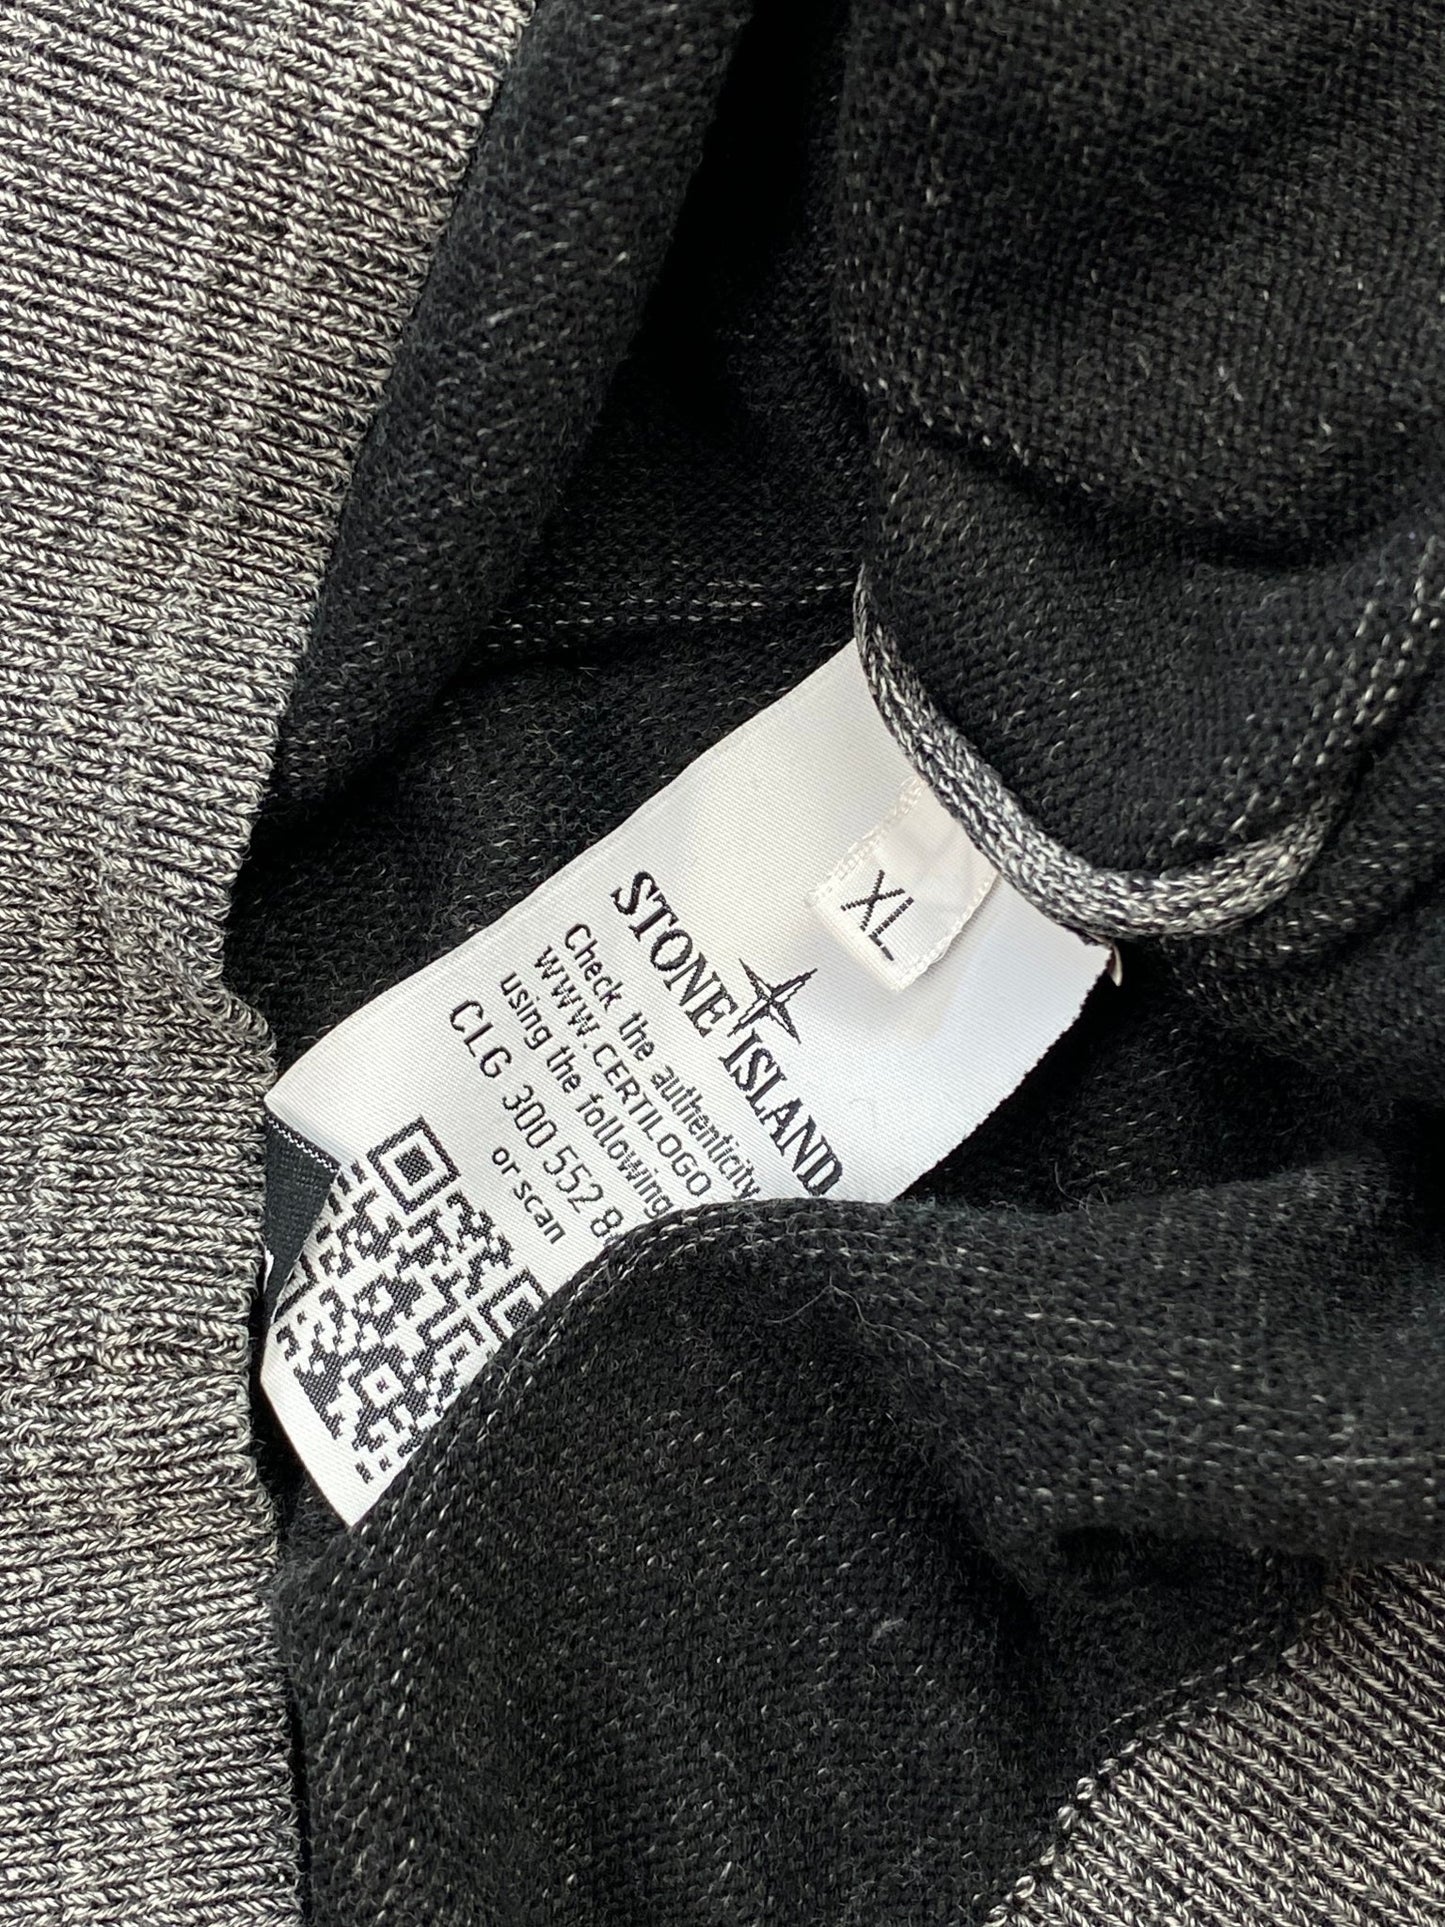 XL
STONE ISLAND
Check the authenticity
WWW.CERTILOGO
using the following
CLG 300 552 8
or scan